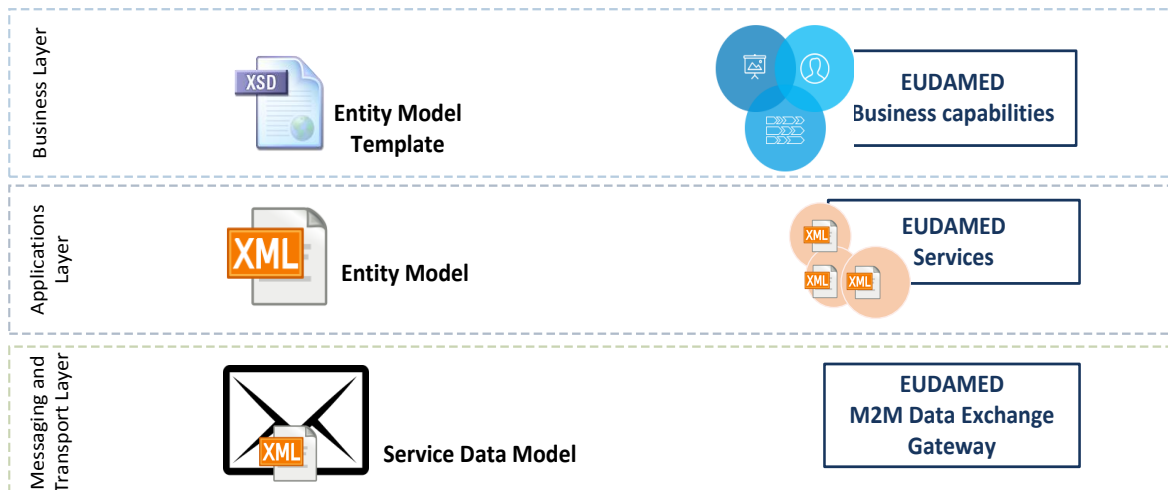 Business Layer
XSD
Entity Model
Template
EUDAMED
Business capabilities
Applications
Layer
XML
Entity Model
XML
XML
XML
EUDAMED
Services
Messaging and
Transport Layer
XML
Service Data Model
EUDAMED
M2M Data Exchange
Gateway